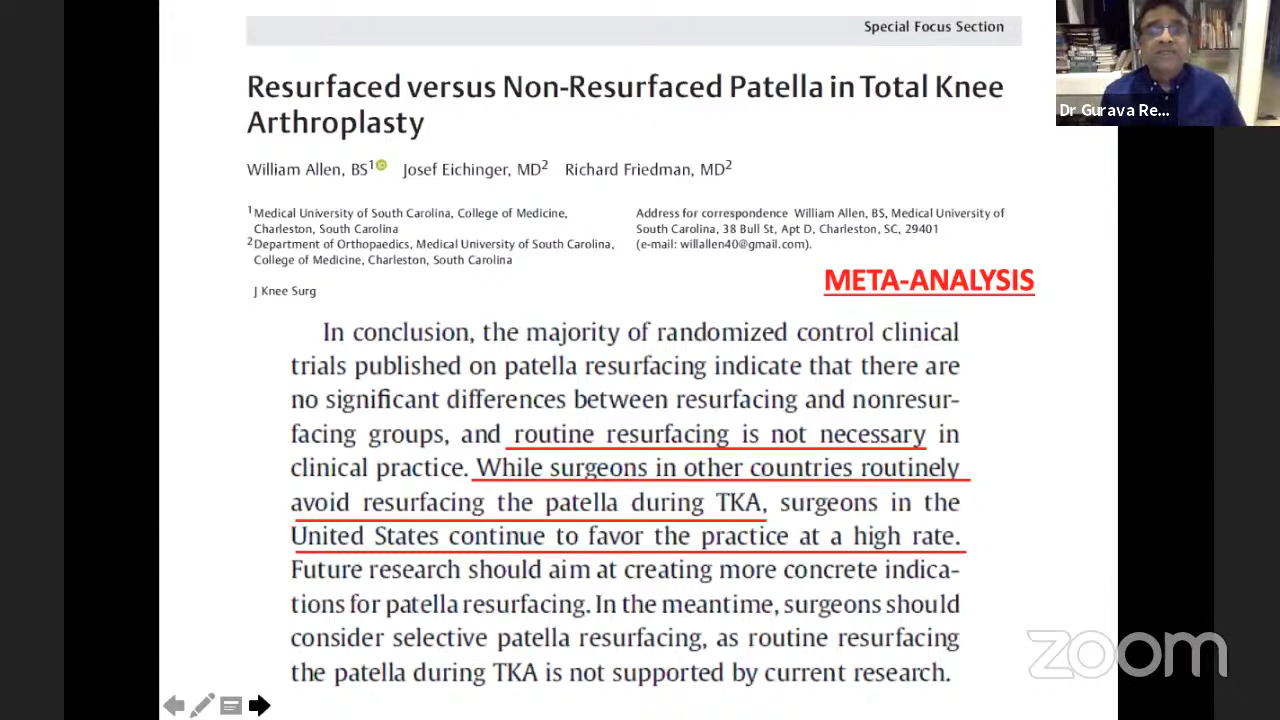 Special Focus Section
Dr Gurava Re...
Resurfaced versus Non-Resurfaced Patella in Total Knee
Arthroplasty
William Allen, BS1 Josef Eichinger, MD2 Richard Friedman, MD2
1 Medical University of South Carolina, College of Medicine,
Charleston, South Carolina
2 Department of Orthopaedics, Medical University of South Carolina,
College of Medicine, Charleston, South Carolina
Address for correspondence William Allen, BS, Medical University of
South Carolina, 38 Bull St, Apt D, Charleston, SC, 29401
(e-mail: willallen40@gmail.com).
J Knee Surg
META-ANALYSIS
In conclusion, the majority of randomized control clinical
trials published on patella resurfacing indicate that there are
no significant differences between resurfacing and nonresur-
facing groups, and routine resurfacing is not necessary in
clinical practice. While surgeons in other countries routinely
avoid resurfacing the patella during TKA, surgeons in the
United States continue to favor the practice at a high rate.
Future research should aim at creating more concrete indica-
tions for patella resurfacing. In the meantime, surgeons should
consider selective patella resurfacing, as routine resurfacing
the patella during TKA is not supported by current research.
zoom